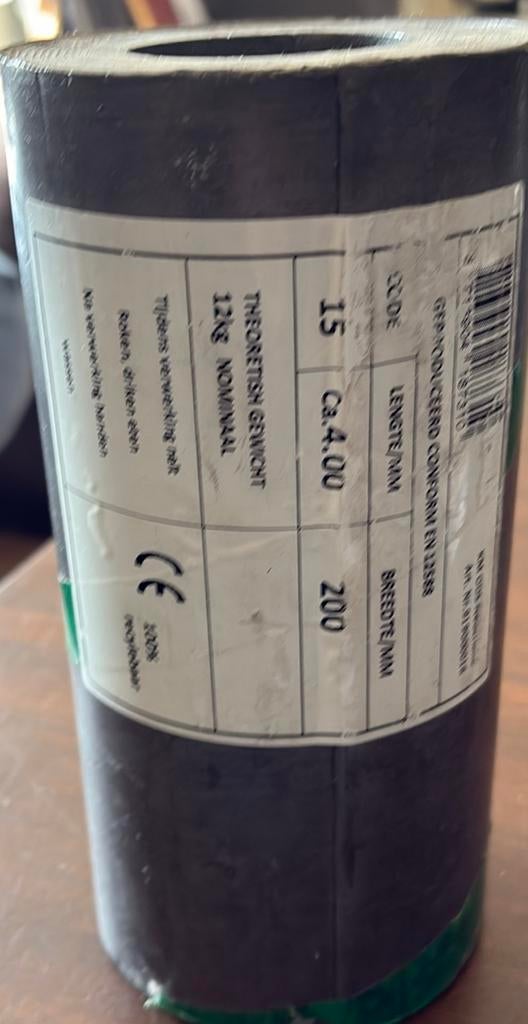 GEPRODUCEERD CONFORM EN 12588
CODE LENGTE/MM BREEDTE/MM
15 Ca.4.00 200
THEORETISH GEWICHT
12kg NOMINAAL
Tijdens verwerking niet
Roken, drinken eten
Na verwerking handen
wassen
CE 100%
recyclebaar